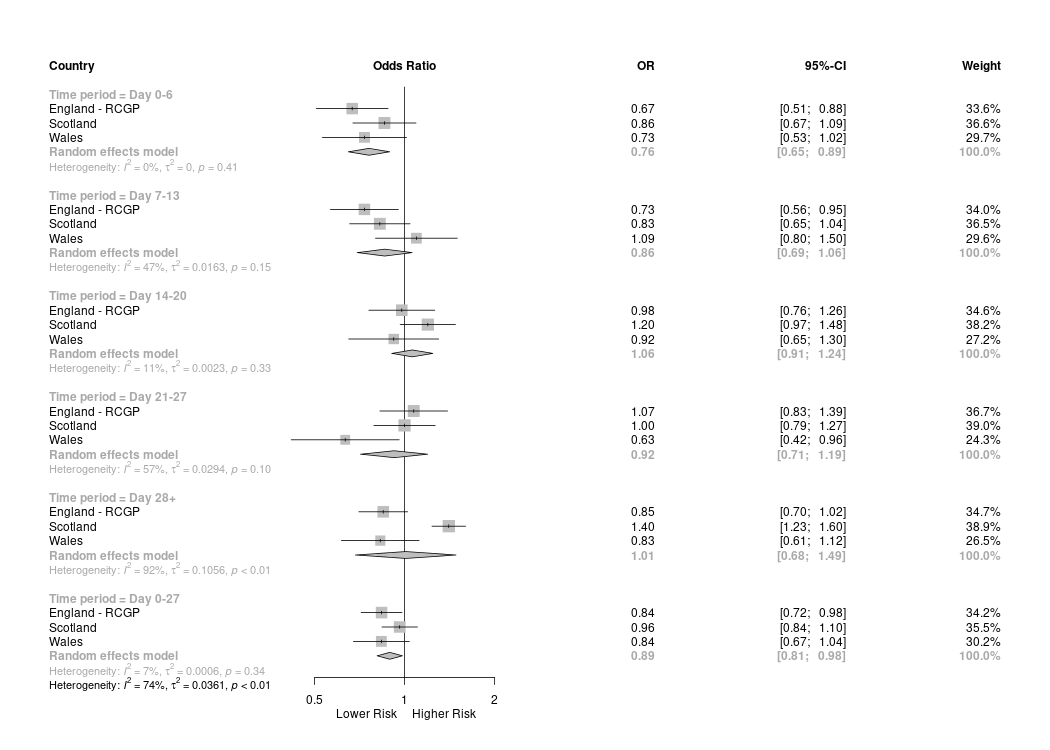 Country Odds Ratio OR 95%-CI Weight
Time period = Day 0-6
England - RCGP 0.67 [0.51; 0.88] 33.6%
Scotland 0.86 [0.67; 1.09] 36.6%
Wales 0.73 [0.53; 1.02] 29.7%
Random effects model 0.76 [0.65; 0.89] 100.0%
Heterogeneity: I² = 0%, τ² = 0, p = 0.41
Time period = Day 7-13
England - RCGP 0.73 [0.56; 0.95] 34.0%
Scotland 0.83 [0.65; 1.04] 36.5%
Wales 1.09 [0.80; 1.50] 29.6%
Random effects model 0.86 [0.69; 1.06] 100.0%
Heterogeneity: I² = 47%, τ² = 0.0163, p = 0.15
Time period = Day 14-20
England - RCGP 0.98 [0.76; 1.26] 34.6%
Scotland 1.20 [0.97; 1.48] 38.2%
Wales 0.92 [0.65; 1.30] 27.2%
Random effects model 1.06 [0.91; 1.24] 100.0%
Heterogeneity: I² = 11%, τ² = 0.0023, p = 0.33
Time period = Day 21-27
England - RCGP 1.07 [0.83; 1.39] 36.7%
Scotland 1.00 [0.79; 1.27] 39.0%
Wales 0.63 [0.42; 0.96] 24.3%
Random effects model 0.92 [0.71; 1.19] 100.0%
Heterogeneity: I² = 57%, τ² = 0.0294, p = 0.10
Time period = Day 28+
England - RCGP 0.85 [0.70; 1.02] 34.7%
Scotland 1.40 [1.23; 1.60] 38.9%
Wales 0.83 [0.61; 1.12] 26.5%
Random effects model 1.01 [0.68; 1.49] 100.0%
Heterogeneity: I² = 92%, τ² = 0.1056, p < 0.01
Time period = Day 0-27
England - RCGP 0.84 [0.72; 0.98] 34.2%
Scotland 0.96 [0.84; 1.10] 35.5%
Wales 0.84 [0.67; 1.04] 30.2%
Random effects model 0.89 [0.81; 0.98] 100.0%
Heterogeneity: I² = 7%, τ² = 0.0006, p = 0.34
Heterogeneity: I² = 74%, τ² = 0.0361, p < 0.01
0.5 1 2
Lower Risk Higher Risk